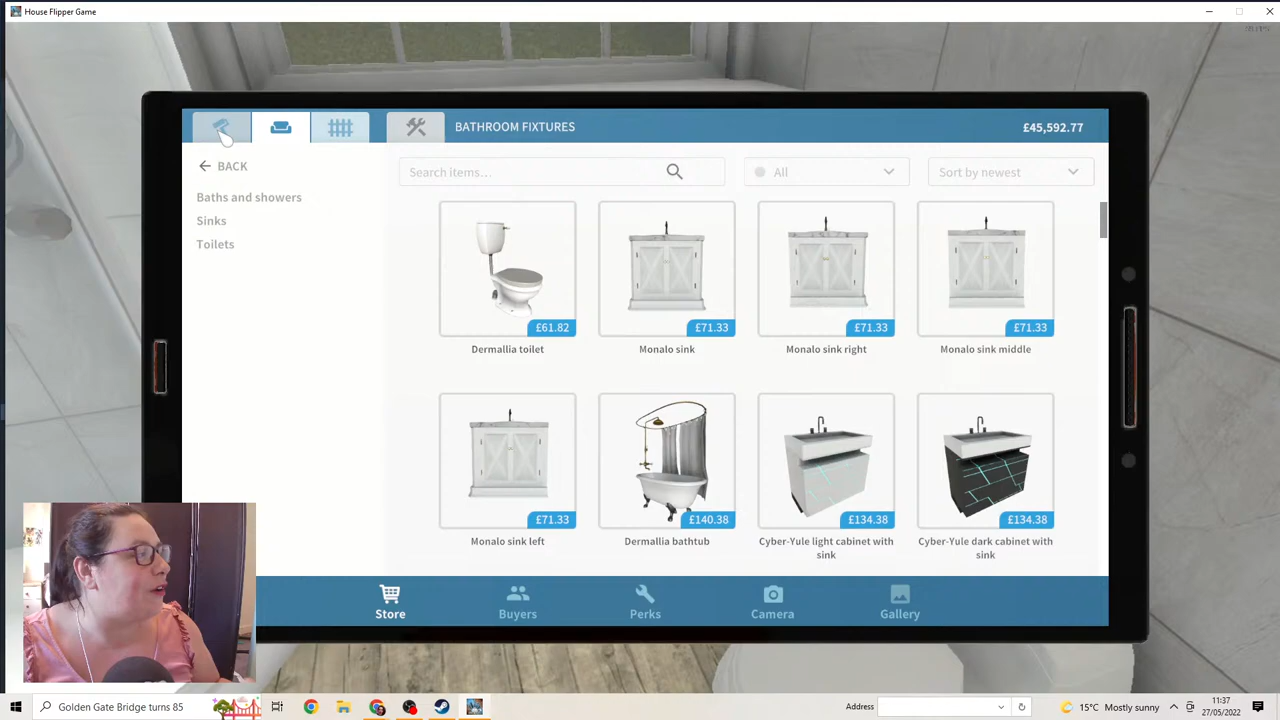 House Flipper Game
BATHROOM FIXTURES
£45,592.77
BACK
Search items...
All
Sort by newest
Baths and showers
Sinks
Toilets
£61.82
£71.33
£71.33
£71.33
Dermallia toilet
Monalo sink
Monalo sink right
Monalo sink middle
£71.33
£140.38
£134.38
£134.38
Monalo sink left
Dermallia bathtub
Cyber-Yule light cabinet with
sink
Cyber-Yule dark cabinet with
sink
Store
Buyers
Perks
Camera
Gallery
Golden Gate Bridge turns 85
Address
15°C Mostly sunny
11:37
27/05/2022